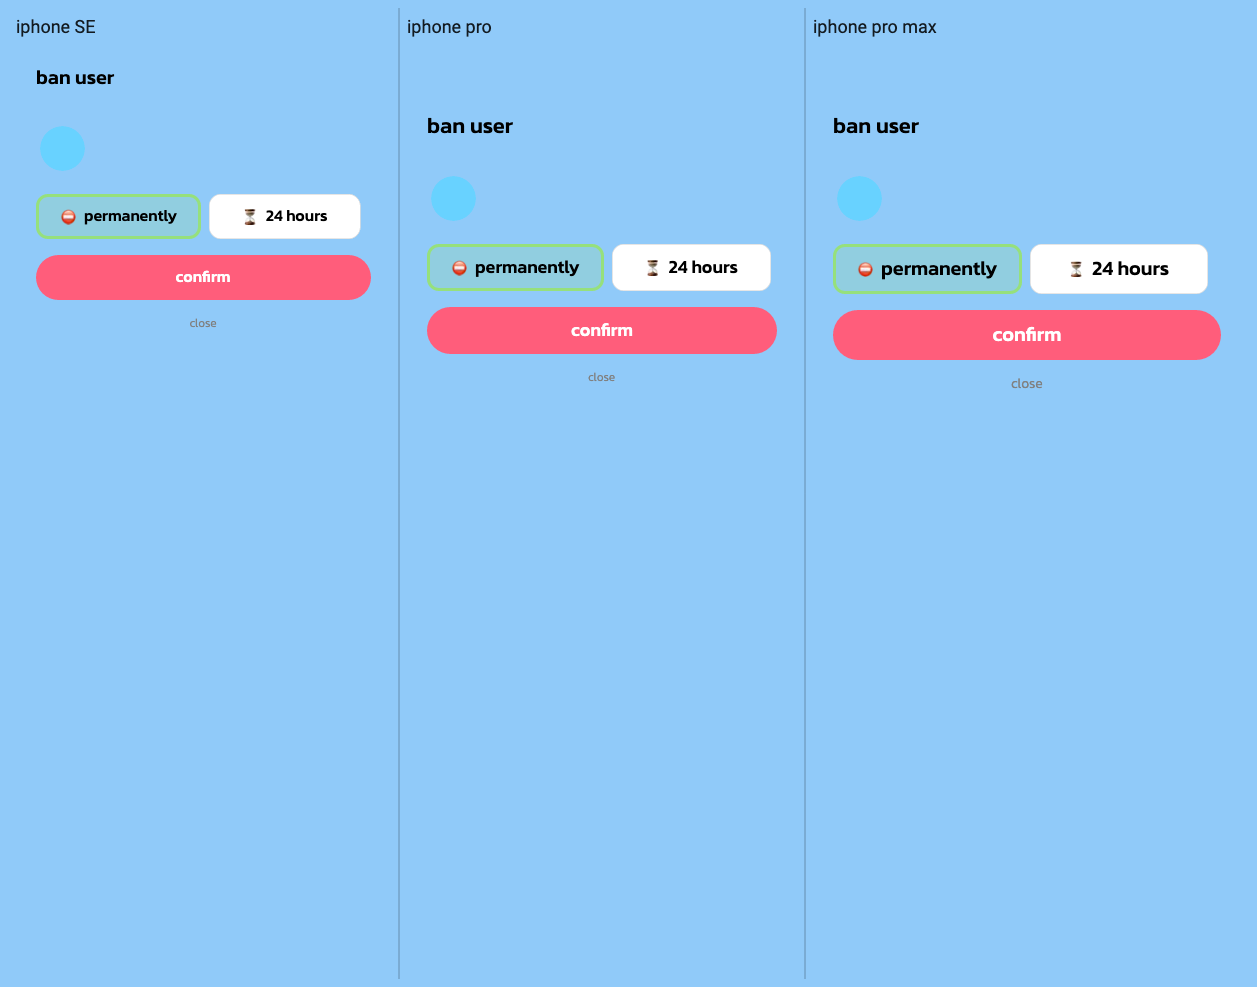 iphone SE
ban user
permanently
24 hours
confirm
close
iphone pro
ban user
permanently
24 hours
confirm
close
iphone pro max
ban user
permanently
24 hours
confirm
close